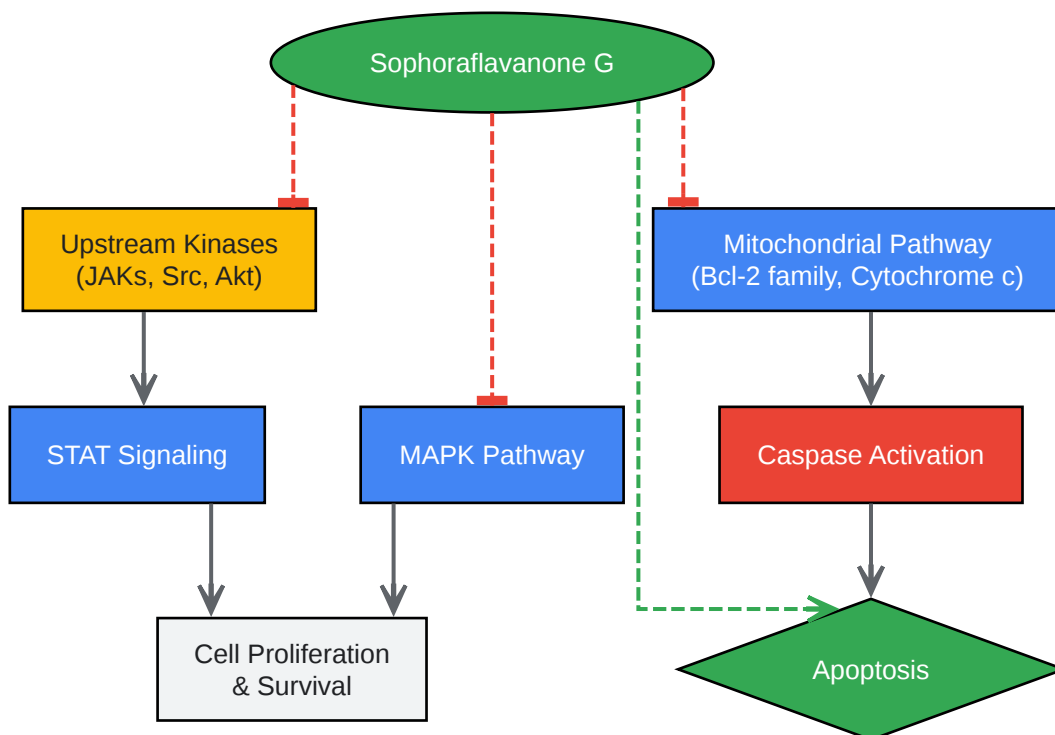 Sophoraflavanone G
Upstream Kinases
(JAKs, Src, Akt)
Mitochondrial Pathway
(Bcl-2 family, Cytochrome c)
STAT Signaling
MAPK Pathway
Caspase Activation
Cell Proliferation
& Survival
Apoptosis